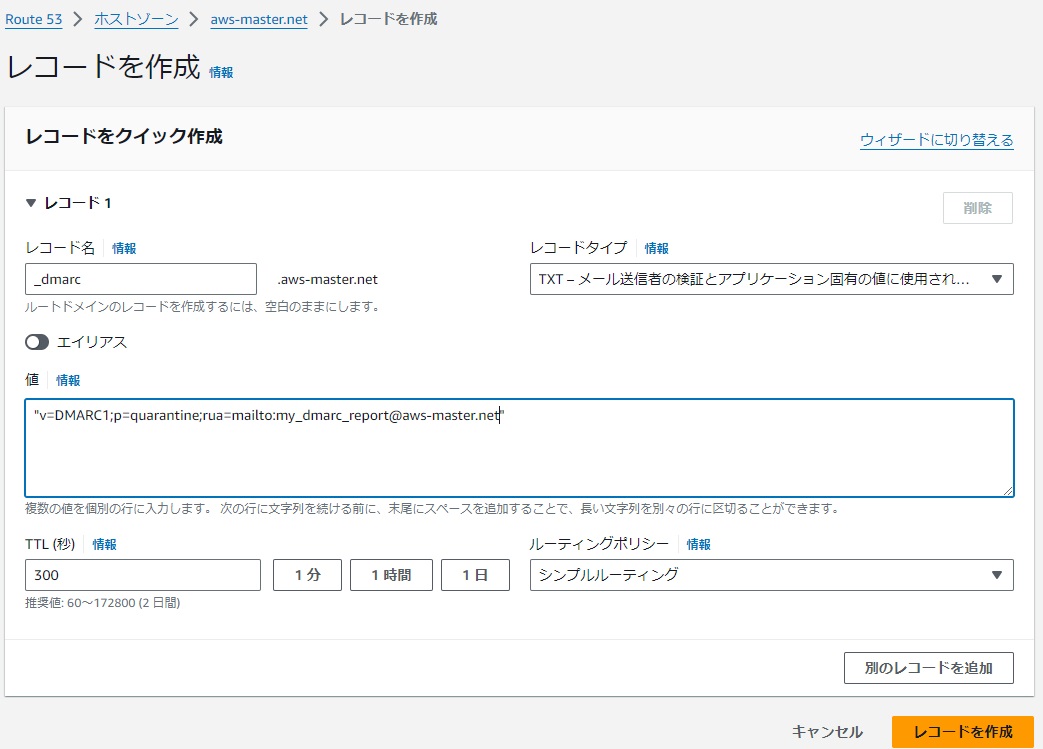 Route 53 > ホストゾーン > aws-master.net > レコードを作成
レコードを作成 情報
レコードをクイック作成
ウィザードに切り替える
▼ レコード 1
削除
レコード名 情報
レコードタイプ 情報
_dmarc .aws-master.net
TXT – メール送信者の検証とアプリケーション固有の値に使用され...
ルートドメインのレコードを作成するには、空白のままにします。
エイリアス
値 情報
"v=DMARC1;p=quarantine;rua=mailto:my_dmarc_report@aws-master.net"
複数の値を個別の行に入力します。 次の行に文字列を続ける前に、末尾にスペースを追加することで、長い文字列を別々の行に区切ることができます。
TTL (秒) 情報
ルーティングポリシー 情報
300 1 分 1 時間 1 日
シンプルルーティング
推奨値: 60～172800 (2 日間)
別のレコードを追加
キャンセル レコードを作成